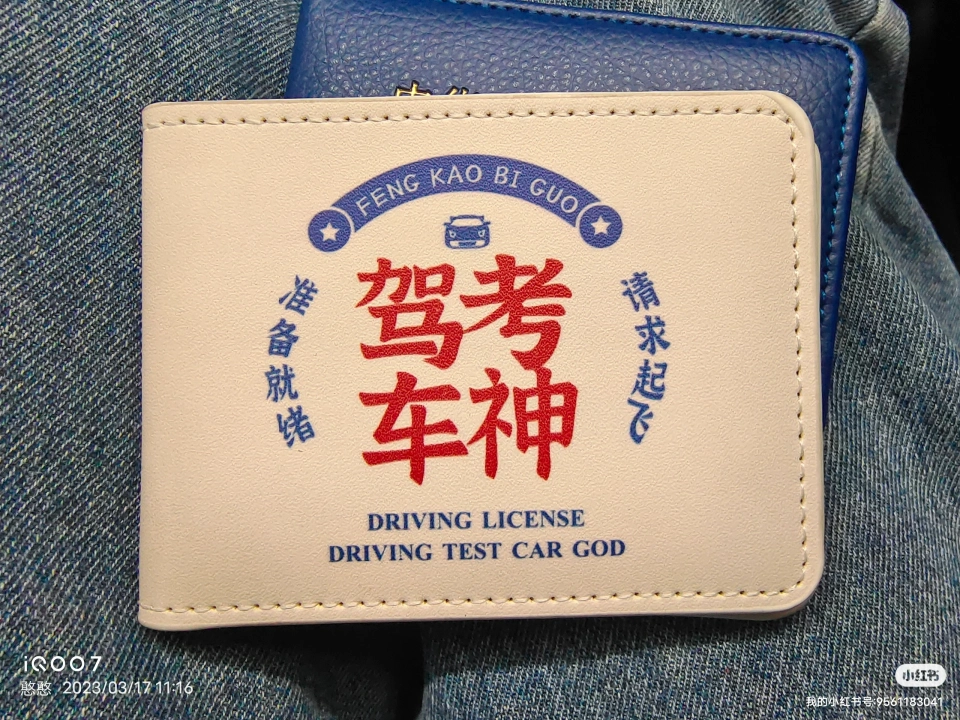 FENG KAO BI GUO
准备就绪
驾考
车神
请求起飞
DRIVING LICENSE
DRIVING TEST CAR GOD
iQOO7
憨憨 2023/03/17 11:16
小红书
我的小红书号:9561183041